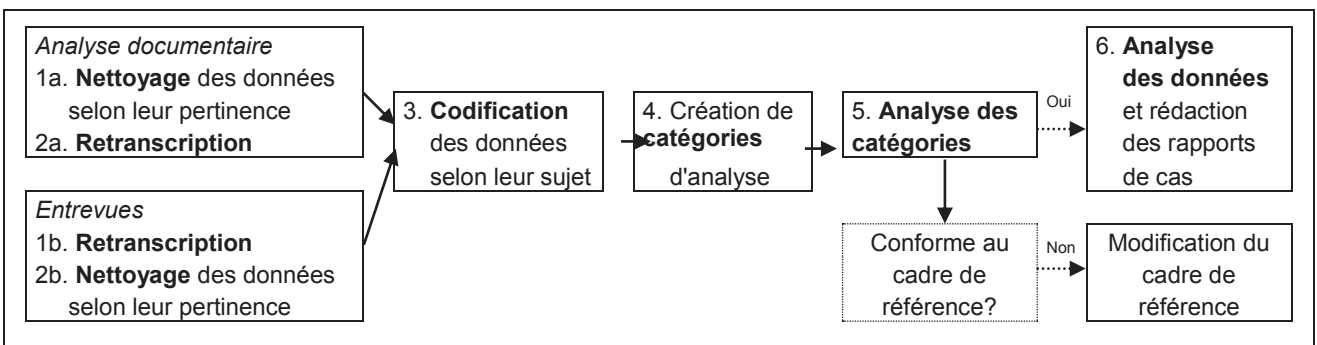 Analyse documentaire
1a. Nettoyage des données
selon leur pertinence
2a. Retranscription
Entrevues
1b. Retranscription
2b. Nettoyage des données
selon leur pertinence
3. Codification
des données
selon leur sujet
4. Création de
catégories
d'analyse
5. Analyse des
catégories
Oui
6. Analyse
des données
et rédaction
des rapports
de cas
Conforme au
cadre de
référence?
Non
Modification du
cadre de
référence